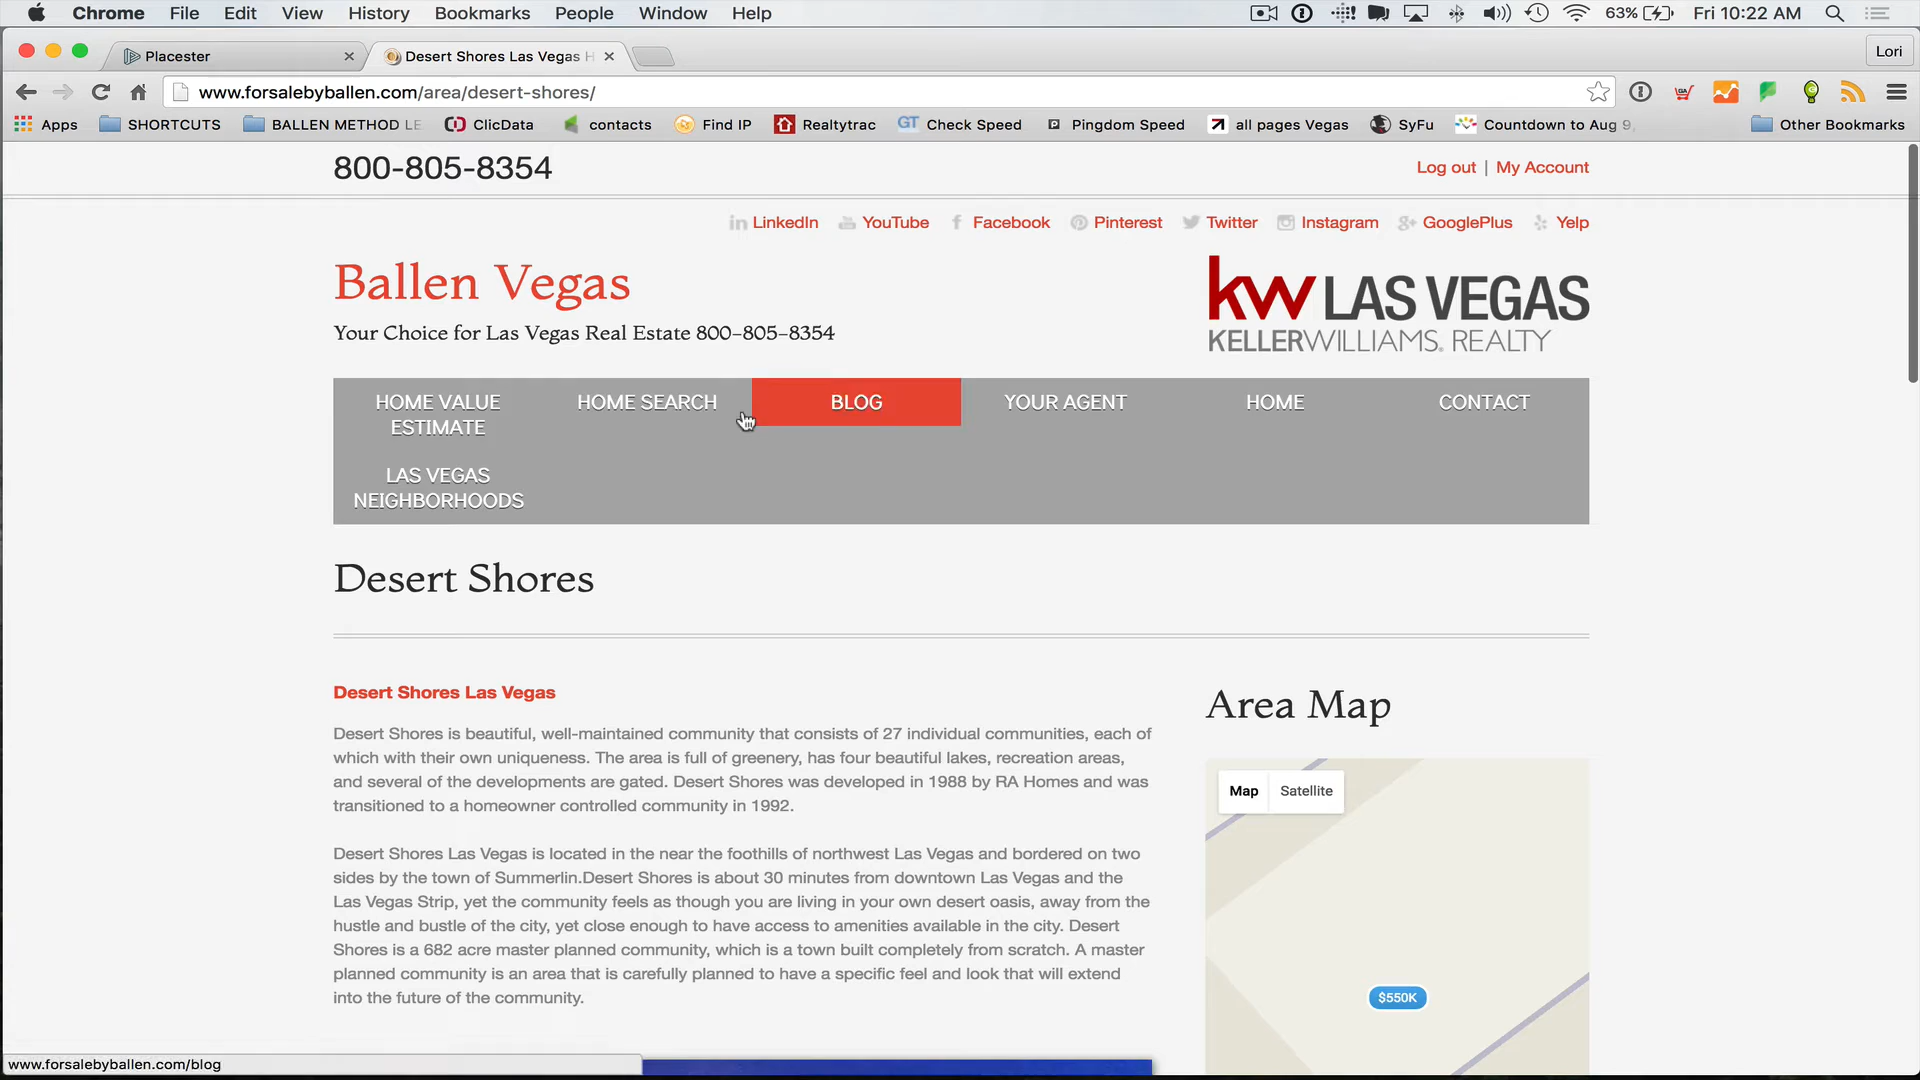 Chrome File Edit View History Bookmarks People Window Help 63% Fri 10:22 AM
Placester Desert Shores Las Vegas H Lori
www.forsalebyballen.com/area/desert-shores/
Apps SHORTCUTS BALLEN METHOD LE ClicData contacts Find IP Realtytrac GT Check Speed Pingdom Speed all pages Vegas SyFu Countdown to Aug 9, Other Bookmarks
800-805-8354 Log out | My Account
LinkedIn YouTube Facebook Pinterest Twitter Instagram GooglePlus Yelp
Ballen Vegas
Your Choice for Las Vegas Real Estate 800-805-8354
kw LAS VEGAS
KELLERWILLIAMS. REALTY
HOME VALUE ESTIMATE HOME SEARCH BLOG YOUR AGENT HOME CONTACT
LAS VEGAS
NEIGHBORHOODS
Desert Shores
Desert Shores Las Vegas
Desert Shores is beautiful, well-maintained community that consists of 27 individual communities, each of
which with their own uniqueness. The area is full of greenery, has four beautiful lakes, recreation areas,
and several of the developments are gated. Desert Shores was developed in 1988 by RA Homes and was
transitioned to a homeowner controlled community in 1992.
Desert Shores Las Vegas is located in the near the foothills of northwest Las Vegas and bordered on two
sides by the town of Summerlin.Desert Shores is about 30 minutes from downtown Las Vegas and the
Las Vegas Strip, yet the community feels as though you are living in your own desert oasis, away from the
hustle and bustle of the city, yet close enough to have access to amenities available in the city. Desert
Shores is a 682 acre master planned community, which is a town built completely from scratch. A master
planned community is an area that is carefully planned to have a specific feel and look that will extend
into the future of the community.
Area Map
Map Satellite
$550K
www.forsalebyballen.com/blog